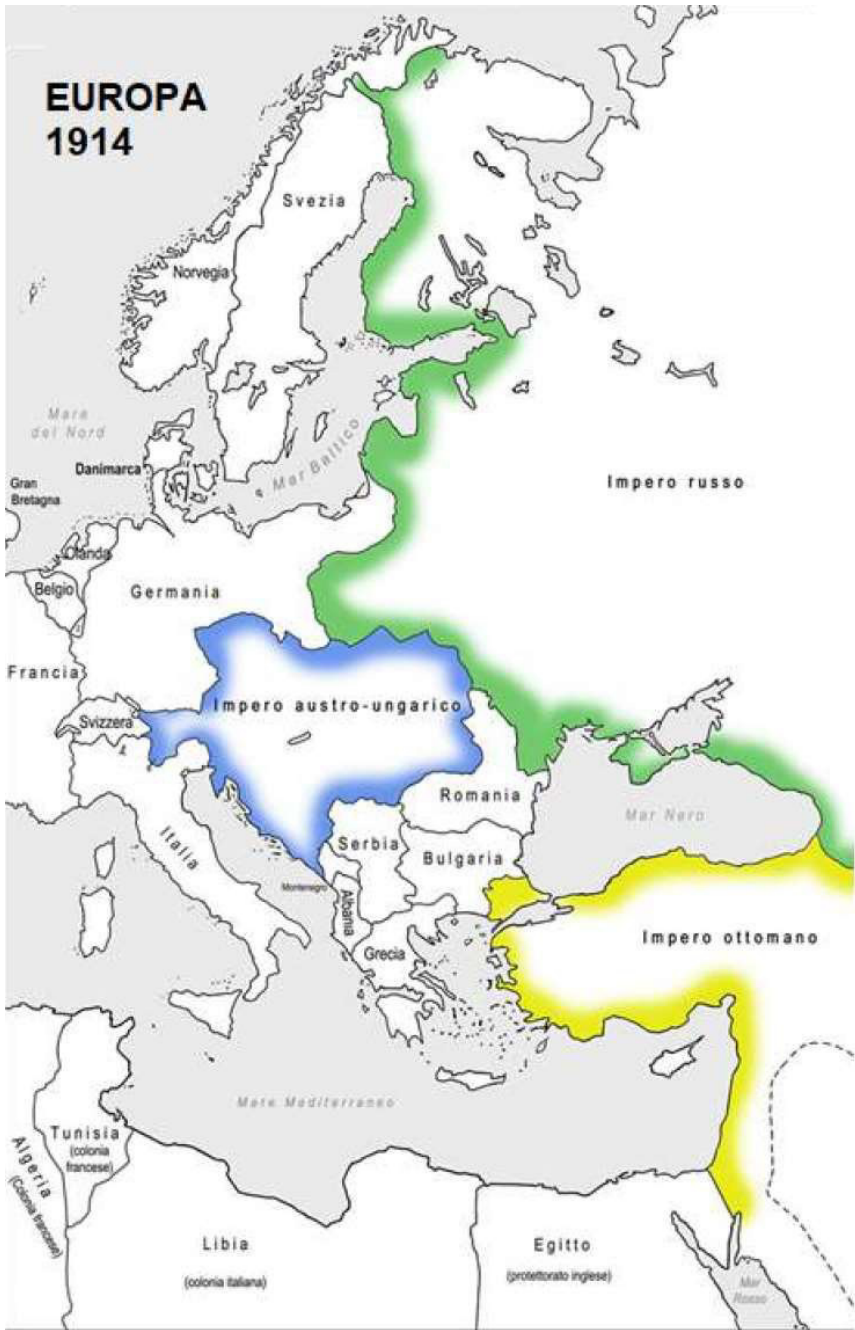 EUROPA
1914
Svezia
Norvegia
Mare
del Nord
Danimarca
Mar Baltico
Gran
Bretagna
Impero russo
Olanda
Belgio
Germania
Francia
Impero austro-ungarico
Svizzera
Romania
Mar Nero
Italia
Serbia
Bulgaria
Montenegro
Albania
Grecia
Impero ottomano
Mare Mediterraneo
Tunisia
(colonia
francese)
Algeria
(Colonia francese)
Libia
(colonia italiana)
Egitto
(protettorato inglese)
Mar
Rosso